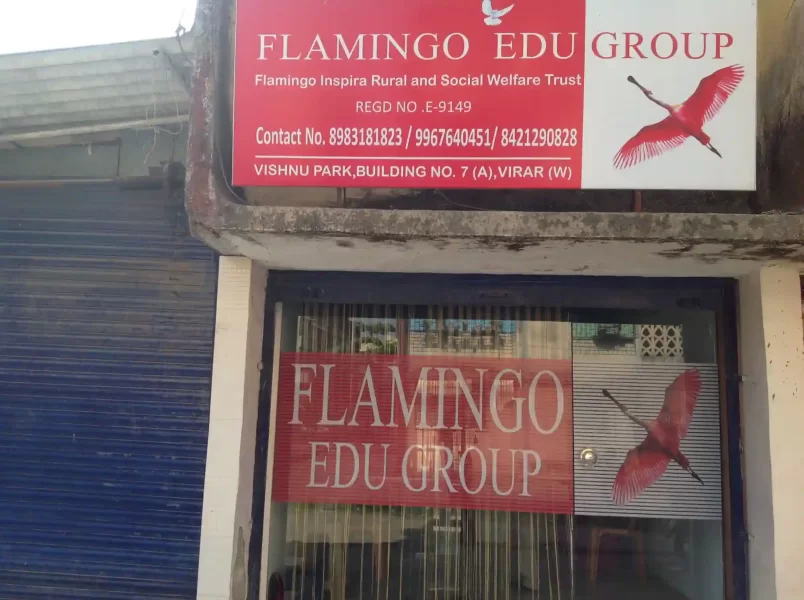 FLAMINGO EDU GROUP
Flamingo Inspira Rural and Social Welfare Trust
REGD NO .E-9149
Contact No. 8983181823 / 9967640451/ 8421290828
VISHNU PARK,BUILDING NO. 7 (A),VIRAR (W)
FLAMINGO
EDU GROUP